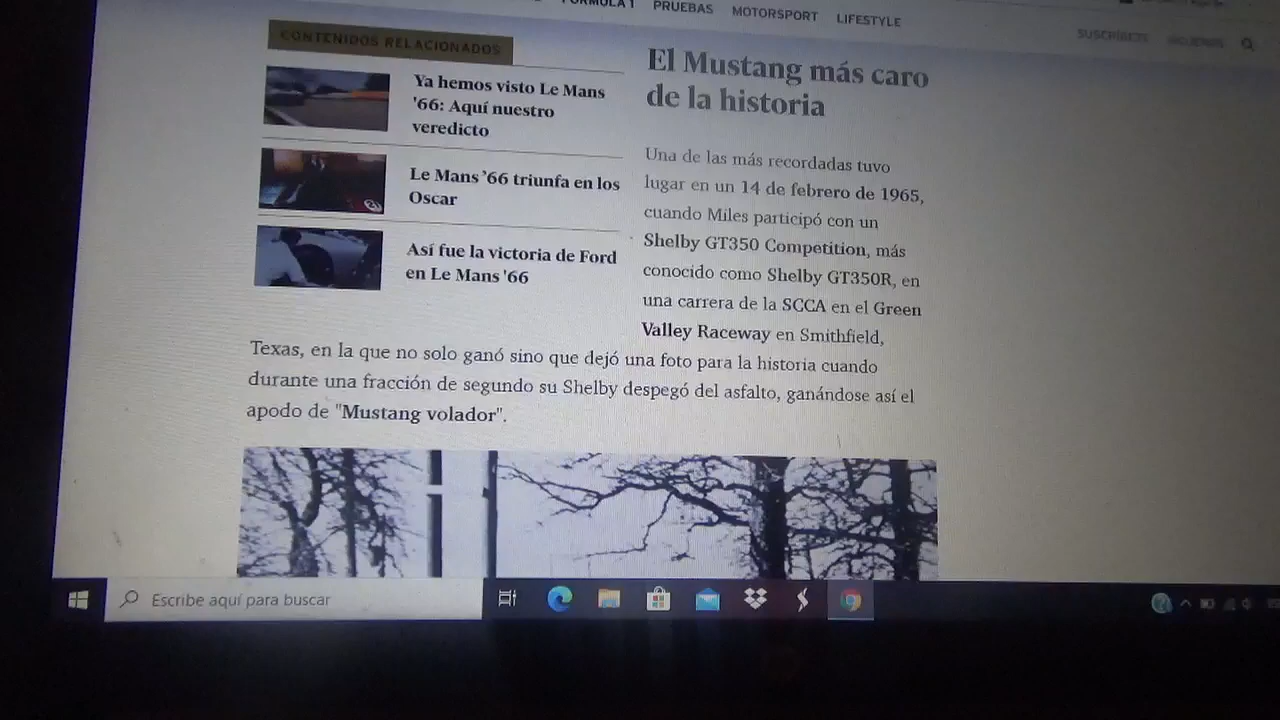 FORMULA 1 PRUEBAS MOTORSPORT LIFESTYLE
SUSCRÍBETE
CONTENIDOS RELACIONADOS
Ya hemos visto Le Mans
'66: Aquí nuestro
veredicto
Le Mans '66 triunfa en los
Oscar
Así fue la victoria de Ford
en Le Mans '66
El Mustang más caro
de la historia
Una de las más recordadas tuvo
lugar en un 14 de febrero de 1965,
cuando Miles participó con un
Shelby GT350 Competition, más
conocido como Shelby GT350R, en
una carrera de la SCCA en el Green
Valley Raceway en Smithfield,
Texas, en la que no solo ganó sino que dejó una foto para la historia cuando
durante una fracción de segundo su Shelby despegó del asfalto, ganándose así el
apodo de "Mustang volador".
Escribe aquí para buscar